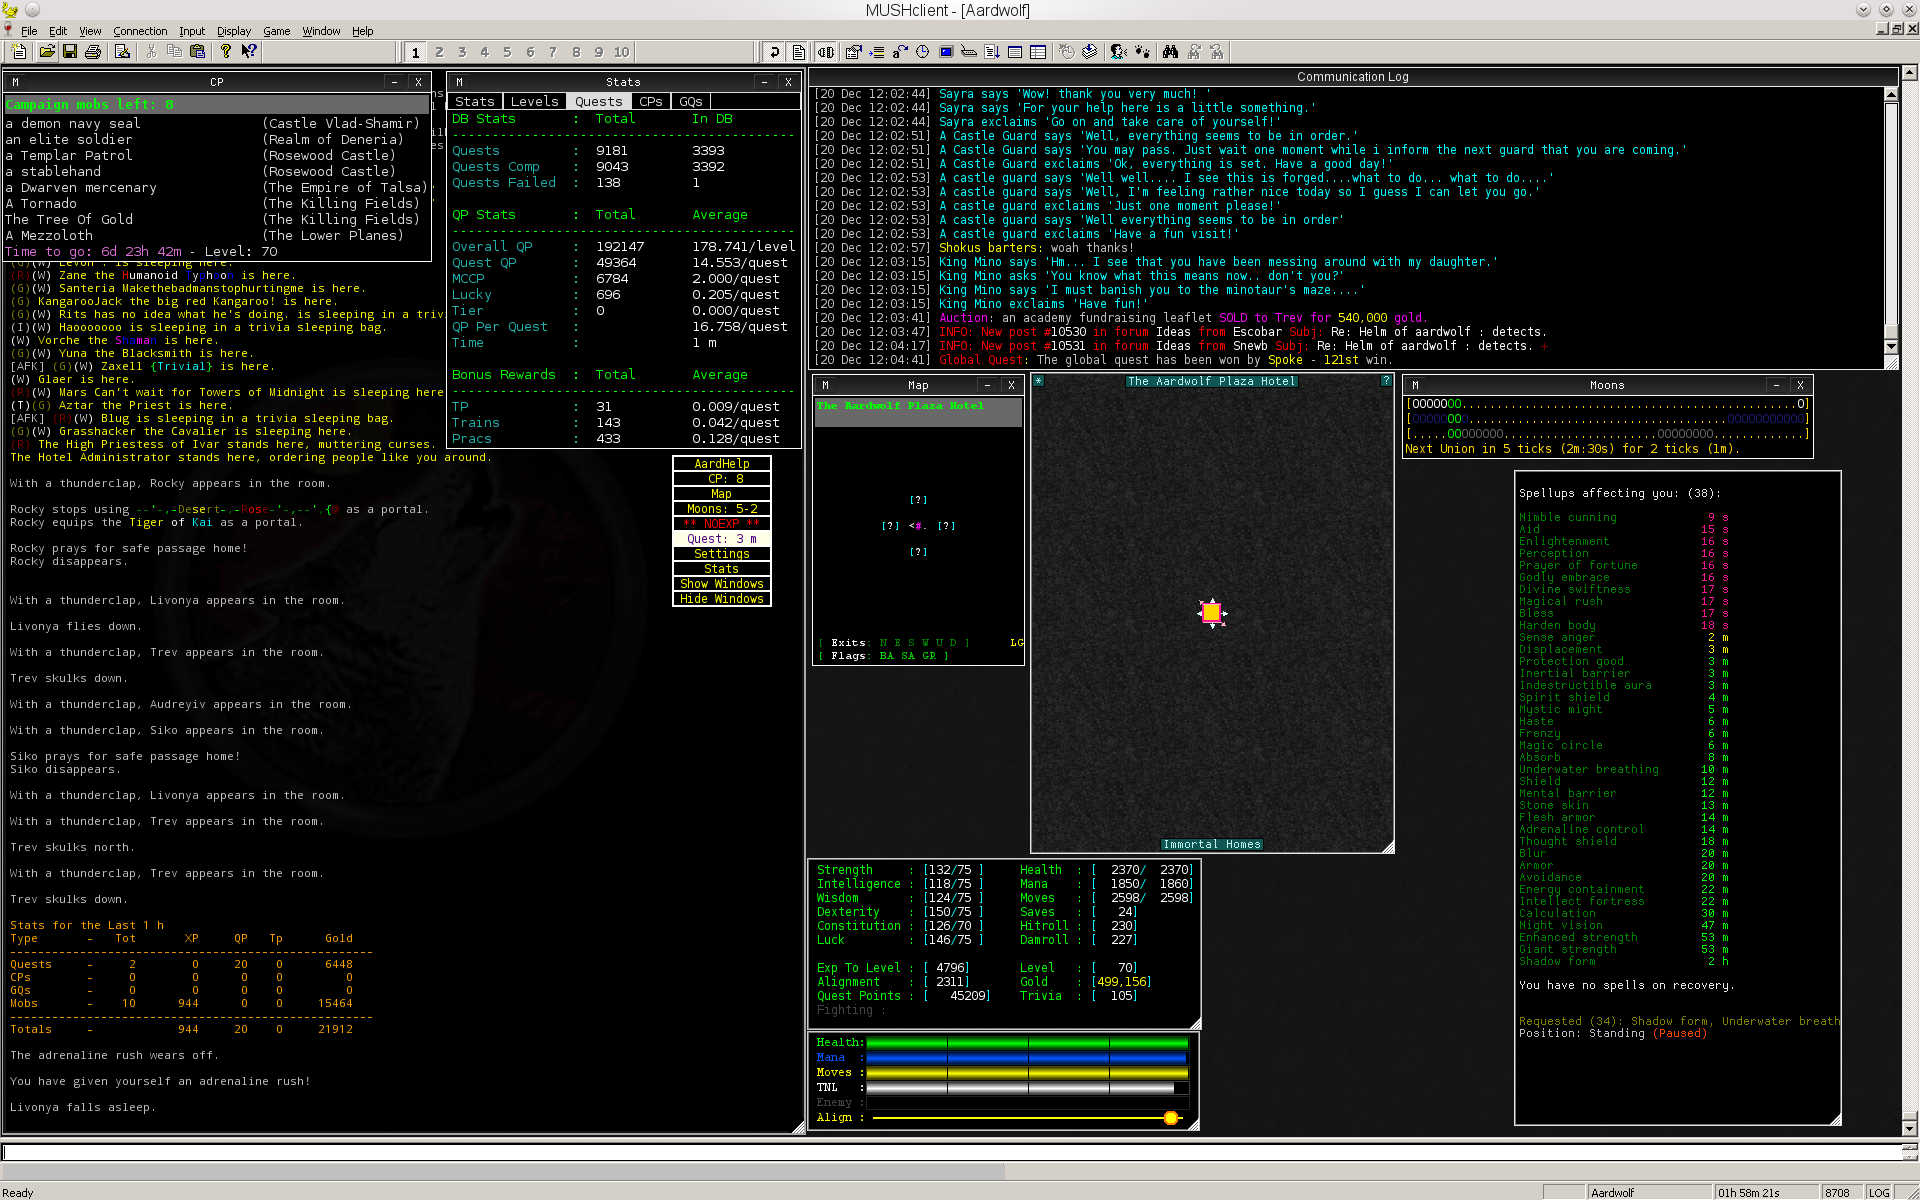 MUSHclient - [Aardwolf]
File Edit View Connection Input Display Game Window Help
1 2 3 4 5 6 7 8 9 10
M CP - X
Campaign mobs left: 8
a demon navy seal (Castle Vlad-Shamir)
an elite soldier (Realm of Deneria)
a Templar Patrol (Rosewood Castle)
a stablehand (Rosewood Castle)
a Dwarven mercenary (The Empire of Talsa)
A Tornado (The Killing Fields)
The Tree Of Gold (The Killing Fields)
A Mezzoloth (The Lower Planes)
Time to go: 6d 23h 42m - Level: 70
(R)(W) Zane the Humanoid Typhoon is here.
(G)(W) Santeria Makethebadmanstophurtingme is here.
(G) KangarooJack the big red Kangaroo! is here.
(G)(W) Rits has no idea what he's doing. is sleeping in a triv
(I)(W) Haooooooo is sleeping in a trivia sleeping bag.
(W) Vorche the Shaman is here.
(G)(W) Yuna the Blacksmith is here.
[AFK] (G)(W) Zaxell {Trivial} is here.
(W) Glaer is here.
(R)(W) Mars Can't wait for Towers of Midnight is sleeping here
(T)(G) Aztar the Priest is here.
[AFK] (R)(W) Blug is sleeping in a trivia sleeping bag.
(G)(W) Grasshacker the Cavalier is sleeping here.
(R) The High Priestess of Ivar stands here, muttering curses.
The Hotel Administrator stands here, ordering people like you around.
With a thunderclap, Rocky appears in the room.
Rocky stops using --'-,-Desert-,-Rose-'-,--',{@ as a portal.
Rocky equips the Tiger of Kai as a portal.
Rocky prays for safe passage home!
Rocky disappears.
With a thunderclap, Livonya appears in the room.
Livonya flies down.
With a thunderclap, Trev appears in the room.
Trev skulks down.
With a thunderclap, Audreyiv appears in the room.
With a thunderclap, Siko appears in the room.
Siko prays for safe passage home!
Siko disappears.
With a thunderclap, Livonya appears in the room.
With a thunderclap, Trev appears in the room.
Trev skulks north.
With a thunderclap, Trev appears in the room.
Trev skulks down.
Stats for the Last 1 h
Type - Tot XP QP Tp Gold
Quests - 2 0 20 0 6448
CPs - 0 0 0 0 0
GQs - 0 0 0 0 0
Mobs - 10 944 0 0 15464
Totals - 944 20 0 21912
The adrenaline rush wears off.
You have given yourself an adrenaline rush!
Livonya falls asleep.
M Stats - X
Stats Levels Quests CPs GQs
DB Stats : Total In DB
Quests : 9181 3393
Quests Comp : 9043 3392
Quests Failed : 138 1
QP Stats : Total Average
Overall QP : 192147 178.741/level
Quest QP : 49364 14.553/quest
MCCP : 6784 2.000/quest
Lucky : 696 0.205/quest
Tier : 0 0.000/quest
QP Per Quest : 16.758/quest
Time : 1 m
Bonus Rewards : Total Average
TP : 31 0.009/quest
Trains : 143 0.042/quest
Pracs : 433 0.128/quest
AardHelp
CP: 8
Map
Moons: 5-2
** NOEXP **
Quest: 3 m
Settings
Stats
Show Windows
Hide Windows
Communication Log
[20 Dec 12:02:44] Sayra says 'Wow! thank you very much! '
[20 Dec 12:02:44] Sayra says 'For your help here is a little something.'
[20 Dec 12:02:44] Sayra exclaims 'Go on and take care of yourself!'
[20 Dec 12:02:51] A Castle Guard says 'Well, everything seems to be in order.'
[20 Dec 12:02:51] A Castle Guard says 'You may pass. Just wait one moment while i inform the next guard that you are coming.'
[20 Dec 12:02:51] A Castle Guard exclaims 'Ok, everything is set. Have a good day!'
[20 Dec 12:02:53] A castle guard says 'Well well.... I see this is forged....what to do... what to do....'
[20 Dec 12:02:53] A castle guard says 'Well, I'm feeling rather nice today so I guess I can let you go.'
[20 Dec 12:02:53] A castle guard exclaims 'Just one moment please!'
[20 Dec 12:02:53] A castle guard says 'Well everything seems to be in order'
[20 Dec 12:02:53] A castle guard exclaims 'Have a fun visit!'
[20 Dec 12:02:57] Shokus barters: woah thanks!
[20 Dec 12:03:15] King Mino says 'Hm... I see that you have been messing around with my daughter.'
[20 Dec 12:03:15] King Mino asks 'You know what this means now.. don't you?'
[20 Dec 12:03:15] King Mino says 'I must banish you to the minotaur's maze....'
[20 Dec 12:03:15] King Mino exclaims 'Have fun!'
[20 Dec 12:03:41] Auction: an academy fundraising leaflet SOLD to Trev for 540,000 gold.
[20 Dec 12:03:47] INFO: New post #10530 in forum Ideas from Escobar Subj: Re: Helm of aardwolf : detects.
[20 Dec 12:04:17] INFO: New post #10531 in forum Ideas from Snewb Subj: Re: Helm of aardwolf : detects. +
[20 Dec 12:04:41] Global Quest: The global quest has been won by Spoke - 121st win.
M Map - X
The Aardwolf Plaza Hotel
[?]
[?] <#. [?]
[?]
[ Exits: N E S W U D ] LG
[ Flags: BA SA GR ]
* The Aardwolf Plaza Hotel ?
Immortal Homes
M Moons - X
Next Union in 5 ticks (2m:30s) for 2 ticks (1m).
Spellups affecting you: (38):
Nimble cunning 9 s
Aid 15 s
Enlightenment 16 s
Perception 16 s
Prayer of fortune 16 s
Godly embrace 16 s
Divine swiftness 17 s
Magical rush 17 s
Bless 17 s
Harden body 18 s
Sense anger 2 m
Displacement 3 m
Protection good 3 m
Inertial barrier 3 m
Indestructible aura 3 m
Spirit shield 4 m
Mystic might 5 m
Haste 6 m
Frenzy 6 m
Magic circle 6 m
Absorb 8 m
Underwater breathing 10 m
Shield 12 m
Mental barrier 12 m
Stone skin 13 m
Flesh armor 14 m
Adrenaline control 14 m
Thought shield 18 m
Blur 20 m
Armor 20 m
Avoidance 20 m
Energy containment 22 m
Intellect fortress 22 m
Calculation 30 m
Night vision 47 m
Enhanced strength 53 m
Giant strength 53 m
Shadow form 2 h
You have no spells on recovery.
Requested (34): Shadow form, Underwater breath
Position: Standing (Paused)
Strength : [132/75 ] Health : [ 2370/ 2370]
Intelligence : [118/75 ] Mana : [ 1850/ 1860]
Wisdom : [124/75 ] Moves : [ 2598/ 2598]
Dexterity : [150/75 ] Saves : [ 24]
Constitution : [126/70 ] Hitroll : [ 230]
Luck : [146/75 ] Damroll : [ 227]
Exp To Level : [ 4796] Level : [ 70]
Alignment : [ 2311] Gold : [499,156]
Quest Points : [ 45209] Trivia : [ 105]
Fighting :
Health:
Mana :
Moves :
TNL :
Enemy :
Align :
Ready Aardwolf 01h 58m 21s 8708 LOG